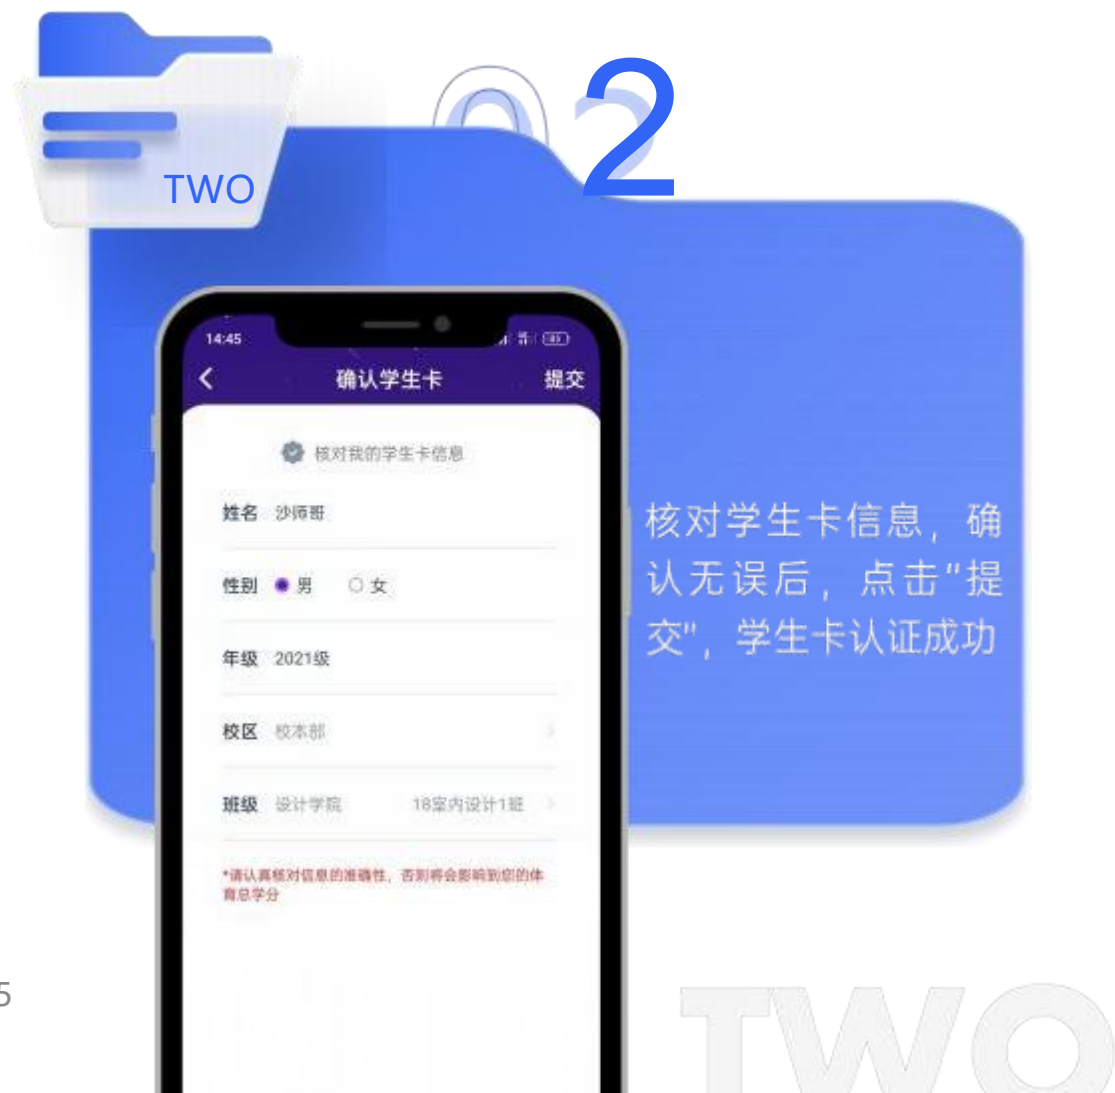 02
TWO
14:45
确认学生卡 提交
核对我的学生卡信息
姓名 沙师哥
性别 男 女
年级 2021级
校区 校本部
班级 设计学院 18室内设计1班
*请认真核对信息的准确性，否则将会影响到您的体
育总学分
核对学生卡信息，确
认无误后，点击"提
交"，学生卡认证成功
5
TWO